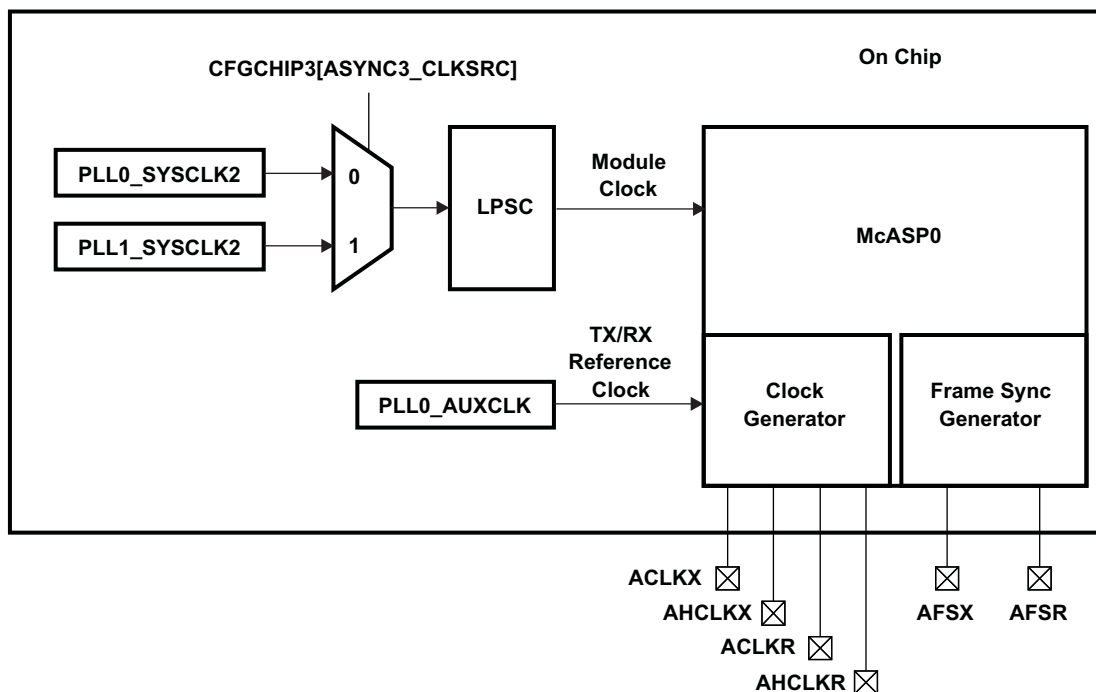 On Chip
CFGCHIP3[ASYNC3_CLKSRC]
PLL0_SYSCLK2
0
PLL1_SYSCLK2
1
LPSC
Module
Clock
McASP0
TX/RX
Reference
Clock
PLL0_AUXCLK
Clock
Generator
Frame Sync
Generator
ACLKX
AHCLKX
ACLKR
AHCLKR
AFSX
AFSR